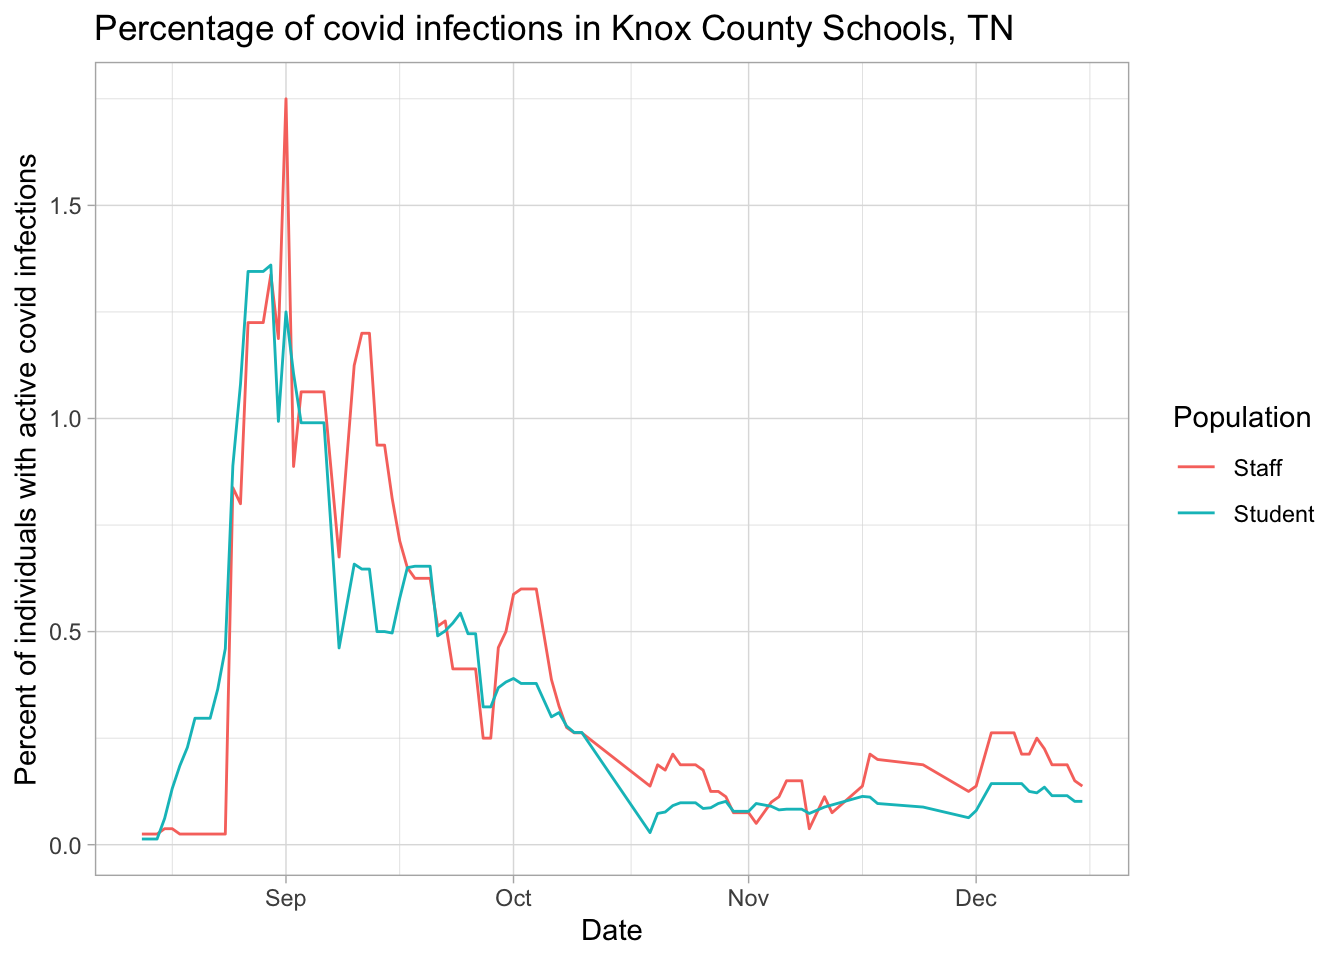 Percentage of covid infections in Knox County Schools, TN
Percent of individuals with active covid infections
1.5
1.0
0.5
0.0
Sep Oct Nov Dec
Date
Population
Staff
Student